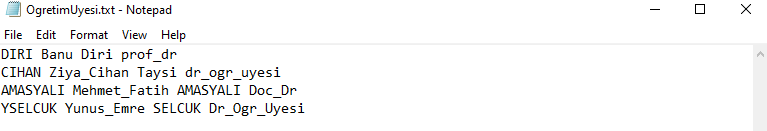 OgretimUyesi.txt - Notepad
File Edit Format View Help
DIRI Banu Diri prof_dr
CIHAN Ziya_Cihan Taysi dr_ogr_uyesi
AMASYALI Mehmet_Fatih AMASYALI Doc_Dr
YSELCUK Yunus_Emre SELCUK Dr_Ogr_Uyesi